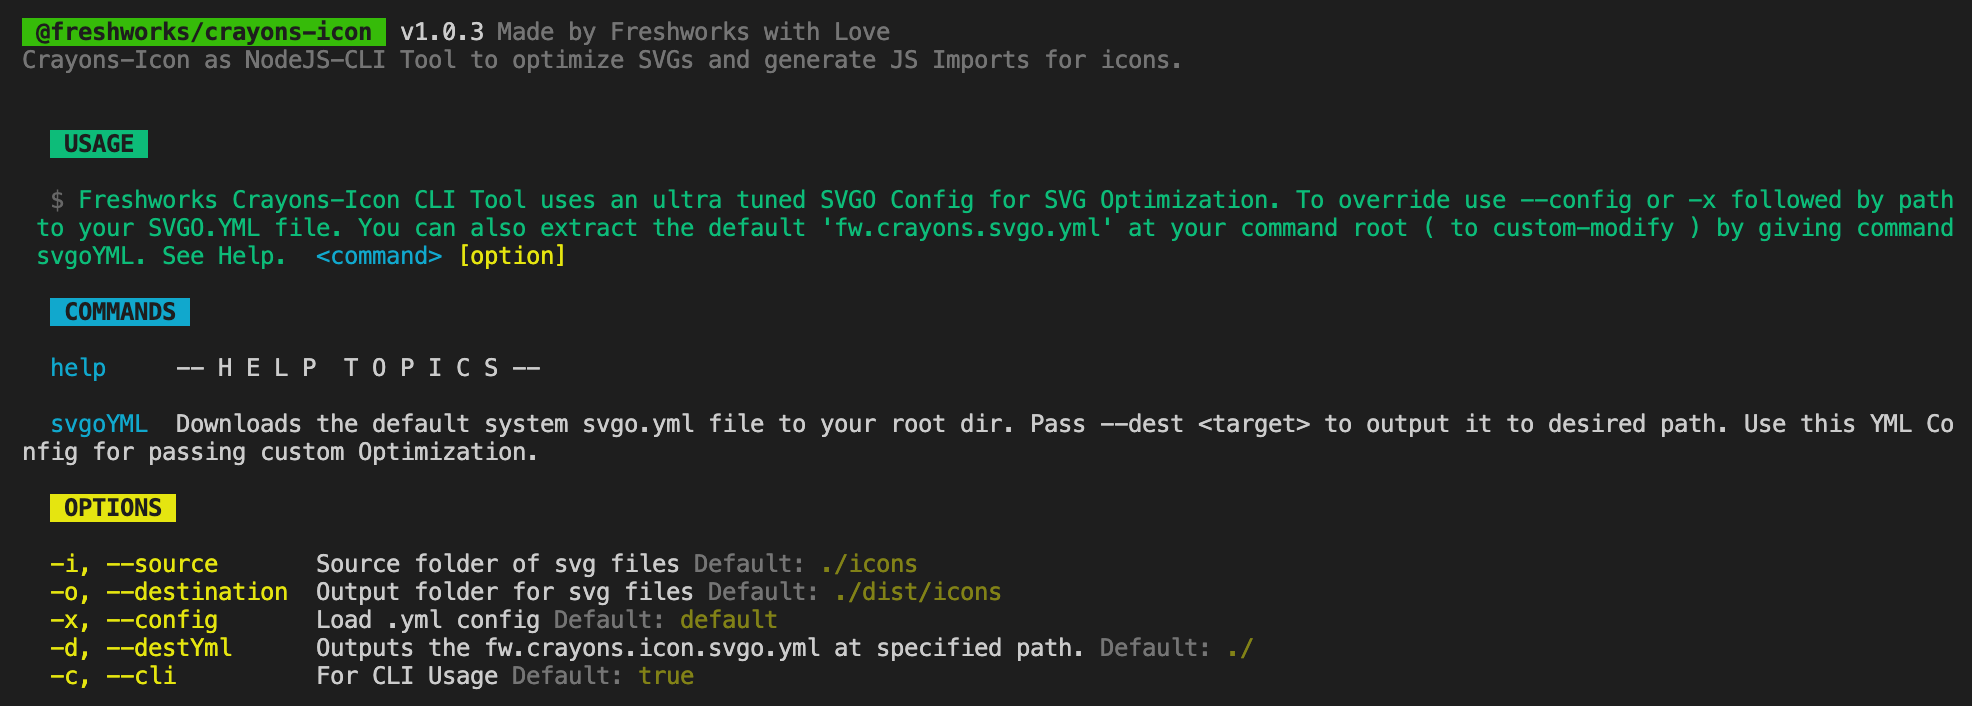 @freshworks/crayons-icon v1.0.3 Made by Freshworks with Love
Crayons-Icon as NodeJS-CLI Tool to optimize SVGs and generate JS Imports for icons.
USAGE
$ Freshworks Crayons-Icon CLI Tool uses an ultra tuned SVGO Config for SVG Optimization. To override use --config or -x followed by path
to your SVGO.YML file. You can also extract the default 'fw.crayons.svgo.yml' at your command root ( to custom-modify ) by giving command
svgoYML. See Help.  <command> [option]
COMMANDS
help     -- H E L P  T O P I C S --
svgoYML  Downloads the default system svgo.yml file to your root dir. Pass --dest <target> to output it to desired path. Use this YML Co
nfig for passing custom Optimization.
OPTIONS
-i, --source       Source folder of svg files Default: ./icons
-o, --destination  Output folder for svg files Default: ./dist/icons
-x, --config       Load .yml config Default: default
-d, --destYml      Outputs the fw.crayons.icon.svgo.yml at specified path. Default: ./
-c, --cli          For CLI Usage Default: true